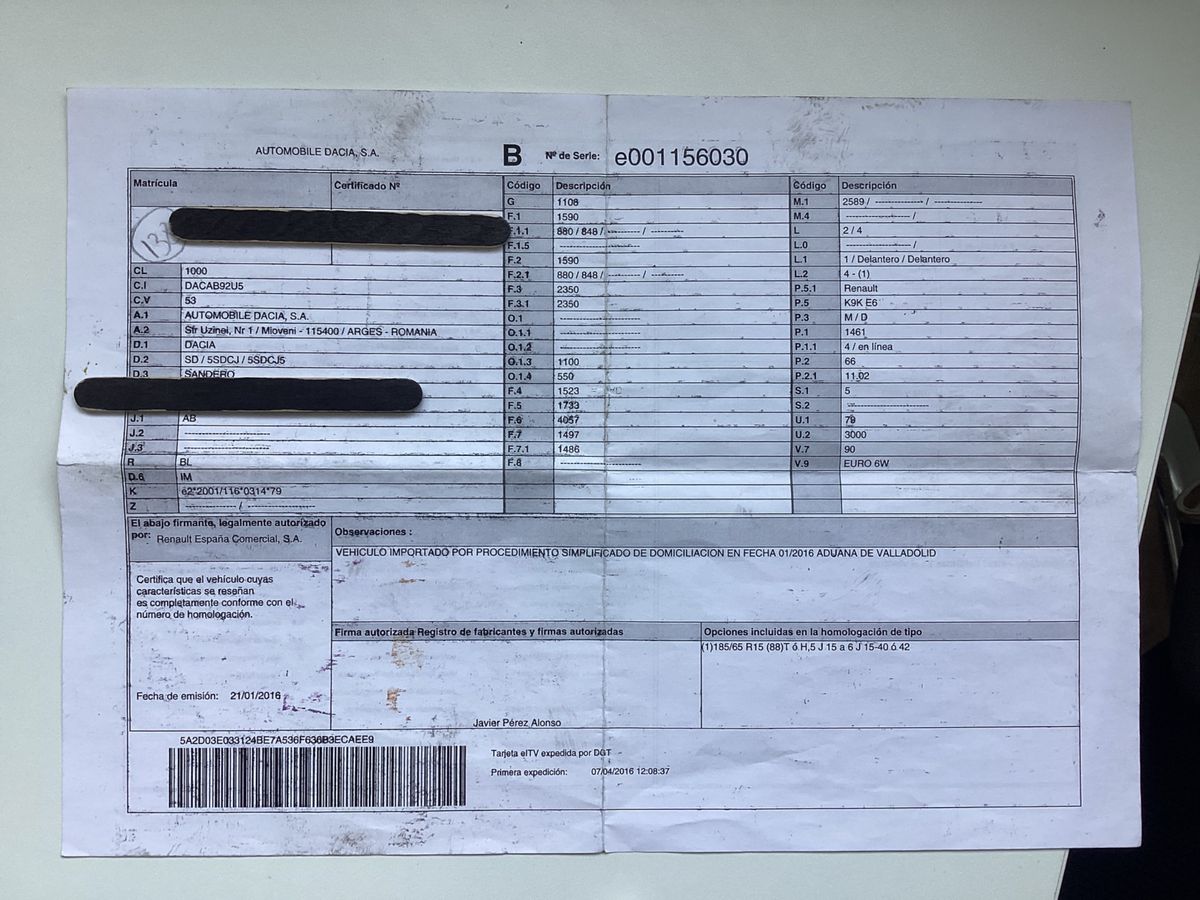 AUTOMOBILE DACIA, S.A. B Nº de Serie: e001156030
Matrícula Certificado Nº
CL 1000
C.I DACAB92U5
C.V 53
A.1 AUTOMOBILE DACIA, S.A.
A.2 Str Uzinei, Nr 1 / Mioveni - 115400 / ARGES - ROMANIA
D.1 DACIA
D.2 SD / 5SDCJ / 5SDCJ5
D.3 SANDERO
J.1 AB
J.2 --------------------
J.3 --------------------
R BL
D.6 IM
K e2*2001/116*0314*79
Z -------------- / ----------------
Código Descripción
G 1108
F.1 1590
F.1.1 880 / 848 / -------- / --------
F.1.5 --------------------
F.2 1590
F.2.1 880 / 848 / -------- / --------
F.3 2350
F.3.1 2350
O.1 --------------------
O.1.1 --------------------
O.1.2 --------------------
O.1.3 1100
O.1.4 550
F.4 1523
F.5 1733
F.6 4057
F.7 1497
F.7.1 1486
F.8 --------------------
Código Descripción
M.1 2589 / ------------ / ------------
M.4 ---------------- /
L 2 / 4
L.0 ---------------- /
L.1 1 / Delantero / Delantero
L.2 4 - (1)
P.5.1 Renault
P.5 K9K E6
P.3 M / D
P.1 1461
P.1.1 4 / en línea
P.2 66
P.2.1 11.02
S.1 5
S.2 --------------------
U.1 79
U.2 3000
V.7 90
V.9 EURO 6W
El abajo firmante, legalmente autorizado
por: Renault España Comercial, S.A.
Certifica que el vehículo cuyas
características se reseñan
es completamente conforme con el
número de homologación.
Fecha de emisión: 21/01/2016
Observaciones :
VEHICULO IMPORTADO POR PROCEDIMIENTO SIMPLIFICADO DE DOMICILIACION EN FECHA 01/2016 ADUANA DE VALLADOLID
Firma autorizada Registro de fabricantes y firmas autorizadas
Javier Pérez Alonso
Opciones incluidas en la homologación de tipo
(1)185/65 R15 (88)T ó H,5 J 15 a 6 J 15-40 ó 42
5A2D03E033124BE7A536F636B3ECAEE9
Tarjeta eITV expedida por DGT
Primera expedición: 07/04/2016 12:08:37